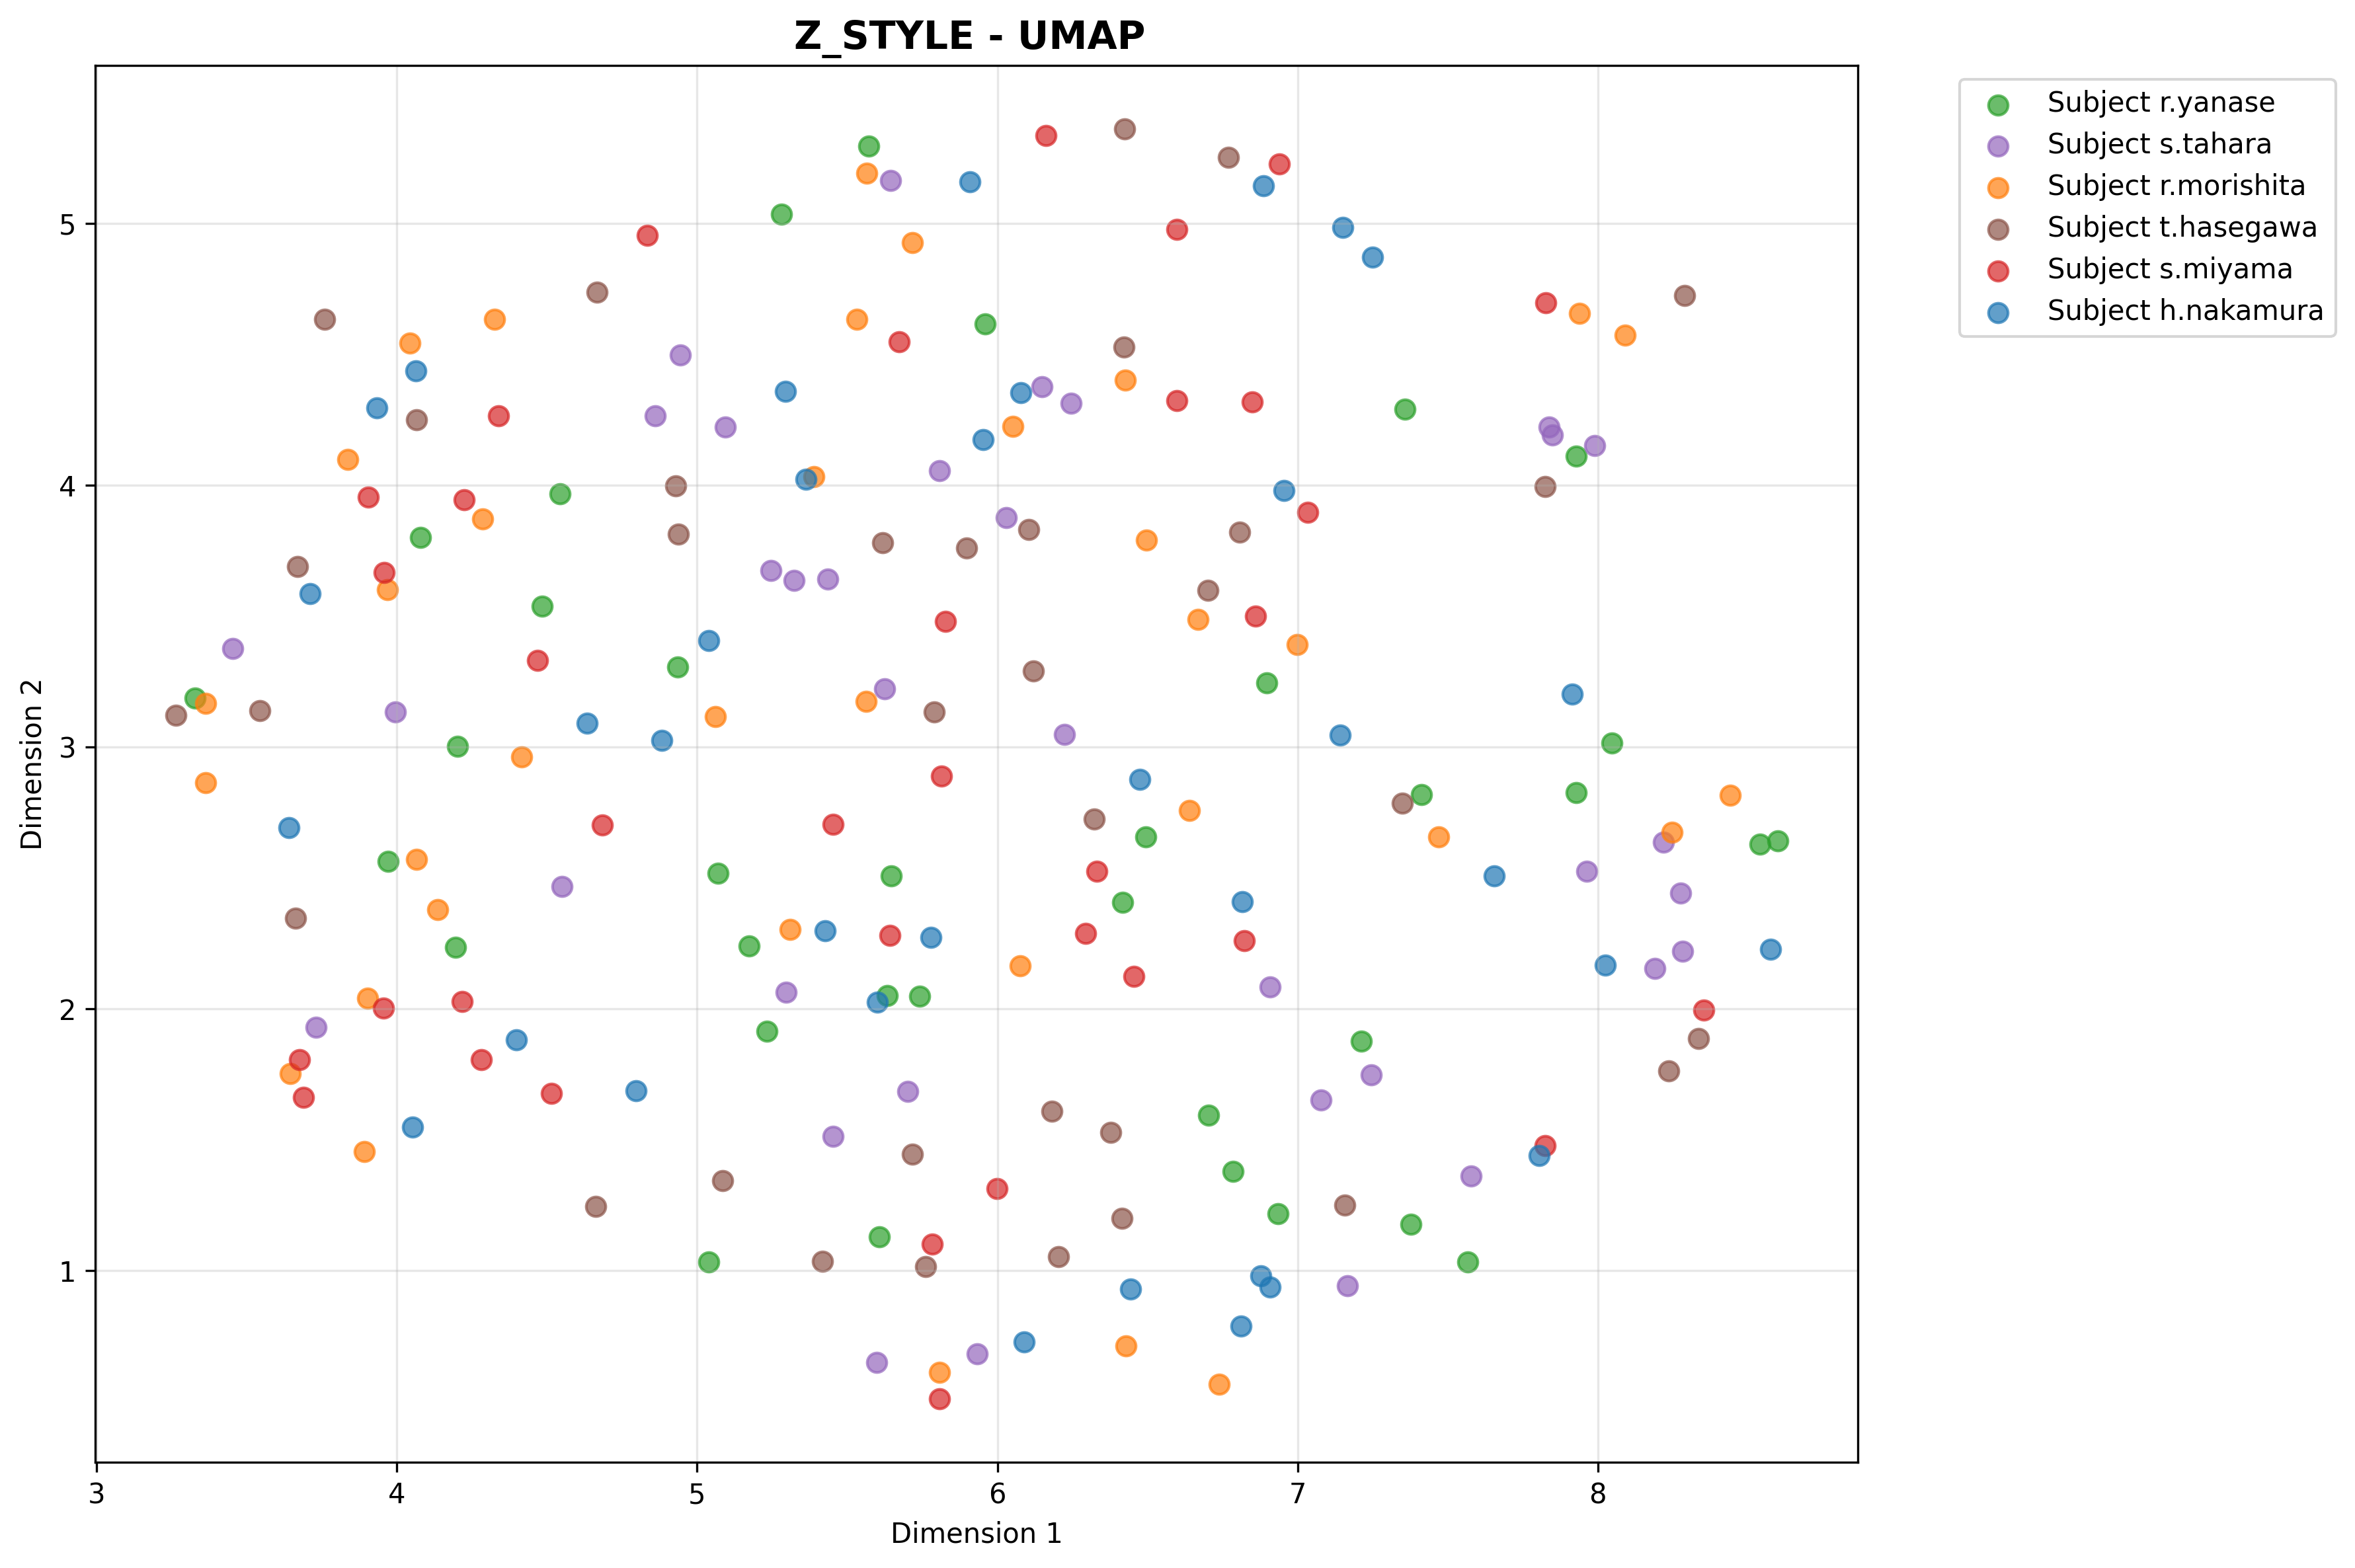 Z_STYLE - UMAP
Subject r.yanase
Subject s.tahara
Subject r.morishita
Subject t.hasegawa
Subject s.miyama
Subject h.nakamura
5
4
3
2
1
Dimension 2
3 4 5 6 7 8
Dimension 1